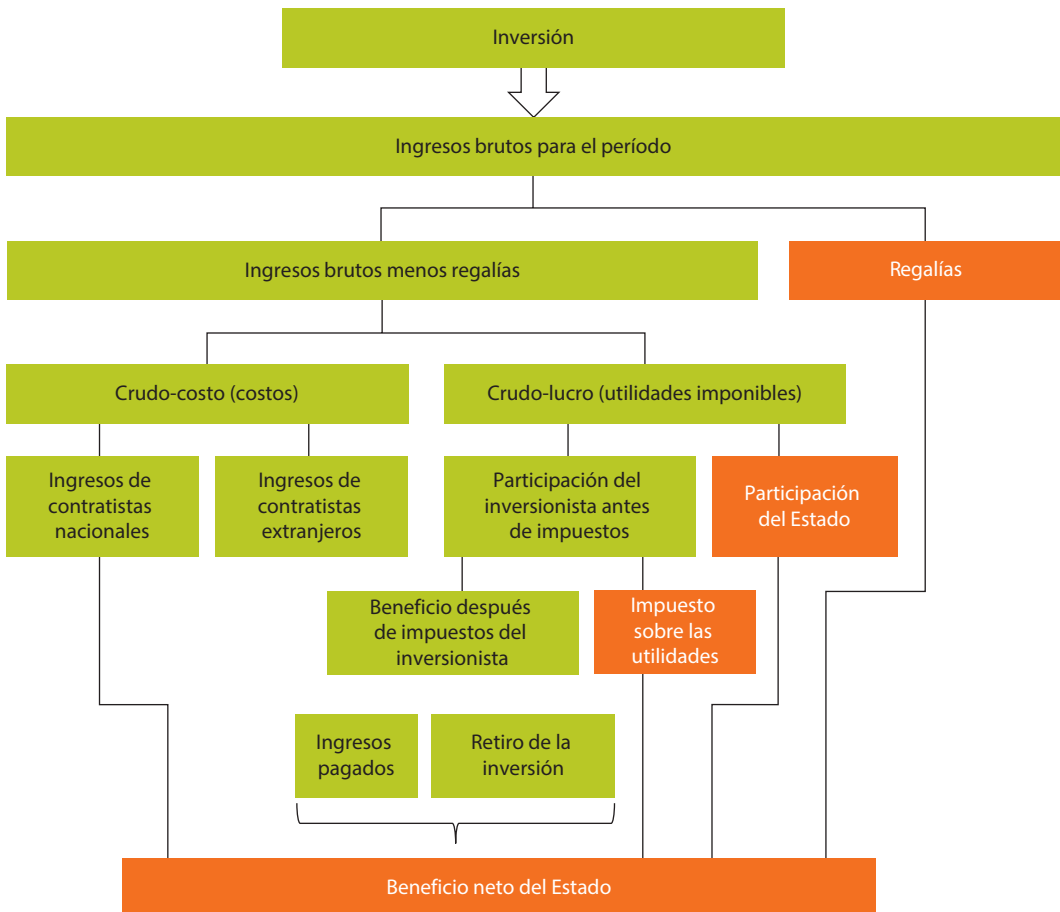 Inversión
Ingresos brutos para el período
Ingresos brutos menos regalías
Regalías
Crudo-costo (costos)
Crudo-lucro (utilidades imponibles)
Ingresos de
contratistas
nacionales
Ingresos de
contratistas
extranjeros
Participación del
inversionista antes
de impuestos
Participación
del Estado
Beneficio después
de impuestos del
inversionista
Impuesto
sobre las
utilidades
Ingresos
pagados
Retiro de la
inversión
Beneficio neto del Estado